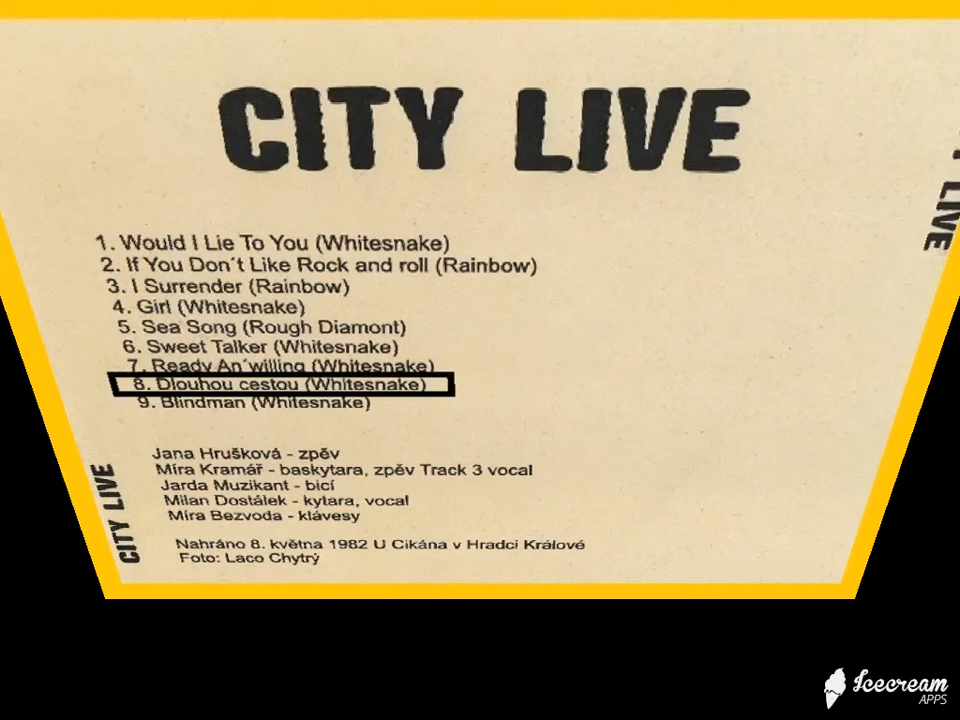 CITY LIVE
LIVE
1. Would I Lie To You (Whitesnake)
2. If You Don´t Like Rock and roll (Rainbow)
3. I Surrender (Rainbow)
4. Girl (Whitesnake)
5. Sea Song (Rough Diamont)
6. Sweet Talker (Whitesnake)
7. Ready An´willing (Whitesnake)
8. Dlouhou cestou (Whitesnake)
9. Blindman (Whitesnake)
CITY LIVE
Jana Hrušková - zpěv
Míra Kramář - baskytara, zpěv Track 3 vocal
Jarda Muzikant - bicí
Milan Dostálek - kytara, vocal
Míra Bezvoda - klávesy
Nahráno 8. května 1982 U Cikána v Hradci Králové
Foto: Laco Chytrý
Icecream
APPS